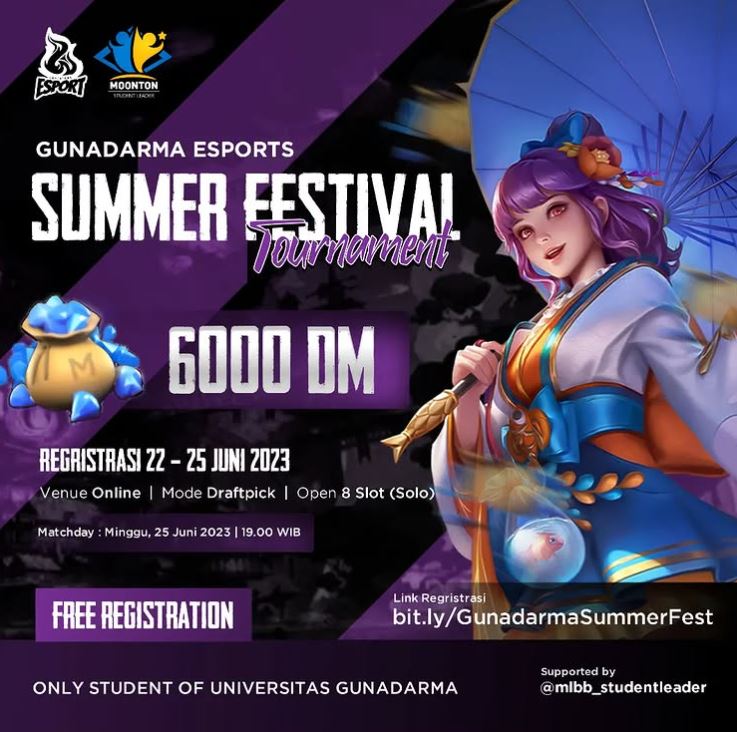 ESPORT
MOONTON
STUDENT LEADER
GUNADARMA ESPORTS
SUMMER FESTIVAL
Tournament
M
6000 DM
REGRISTRASI 22 – 25 JUNI 2023
Venue Online | Mode Draftpick | Open 8 Slot (Solo)
Matchday : Minggu, 25 Juni 2023 | 19.00 WIB
FREE REGISTRATION
Link Regristrasi
bit.ly/GunadarmaSummerFest
ONLY STUDENT OF UNIVERSITAS GUNADARMA
Supported by
@mlbb_studentleader